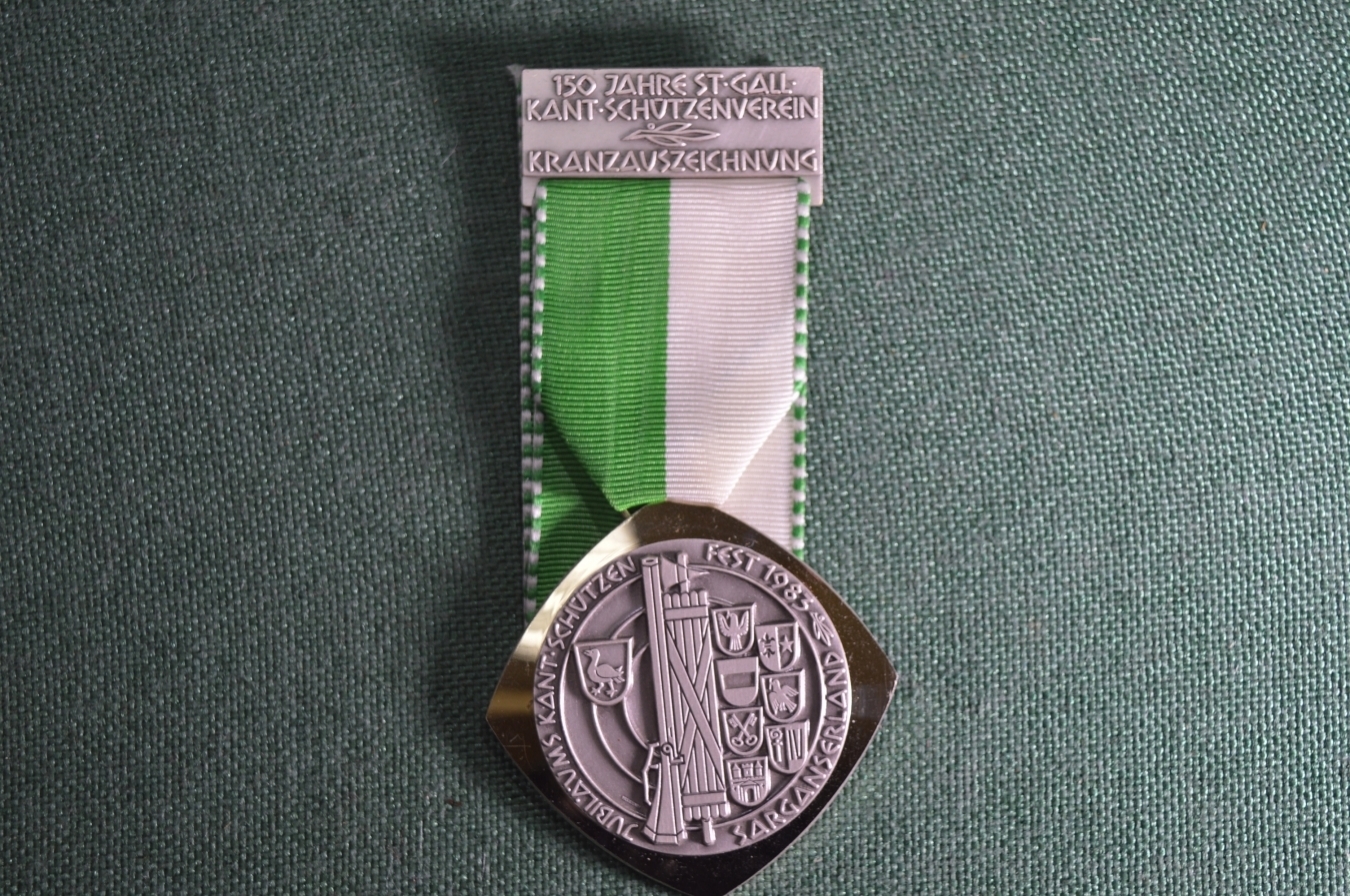 150 JAHRE ST·GALL·
KANT·SCHÜTZENVEREIN
KRANZAUSZEICHNUNG
JUBILÄUMS KANT·SCHÜTZEN FEST 1983
SARGANSERLAND